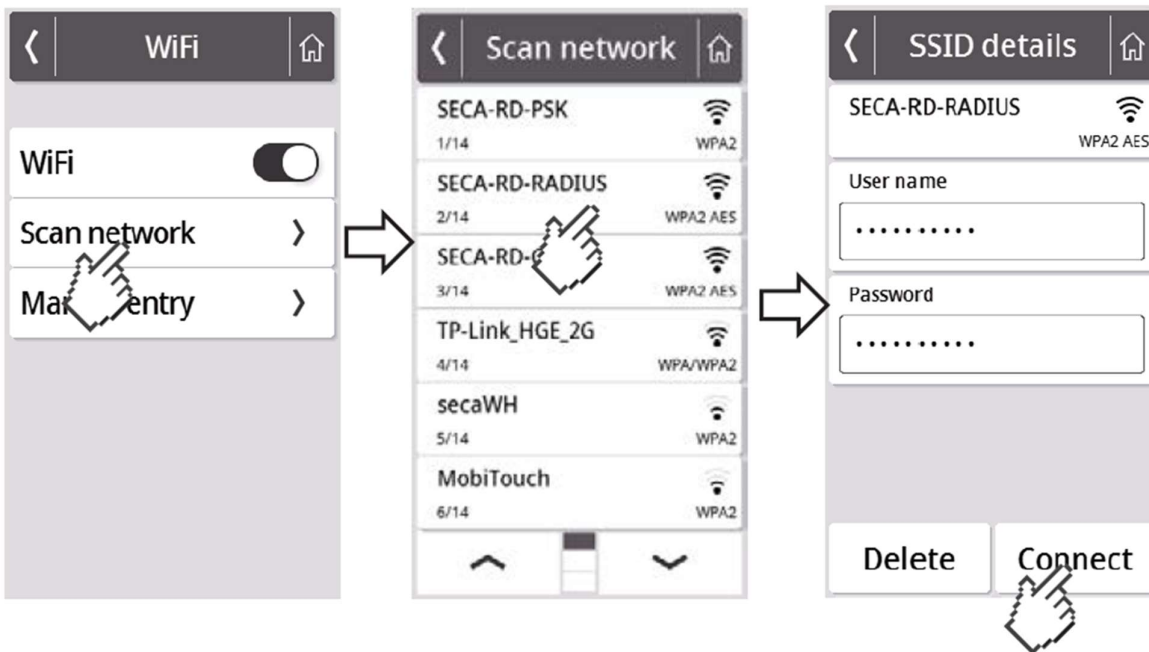 WiFi
WiFi
Scan network
entry
Scan network
SECA-RD-PSK
1/14 WPA2
SECA-RD-RADIUS
2/14 WPA2 AES
SECA-RD-
3/14 WPA2 AES
TP-Link_HGE_2G
4/14 WPA/WPA2
secaWH
5/14 WPA2
MobiTouch
6/14 WPA2
SSID details
SECA-RD-RADIUS
WPA2 AES
User name
..........
Password
..........
Delete Connect